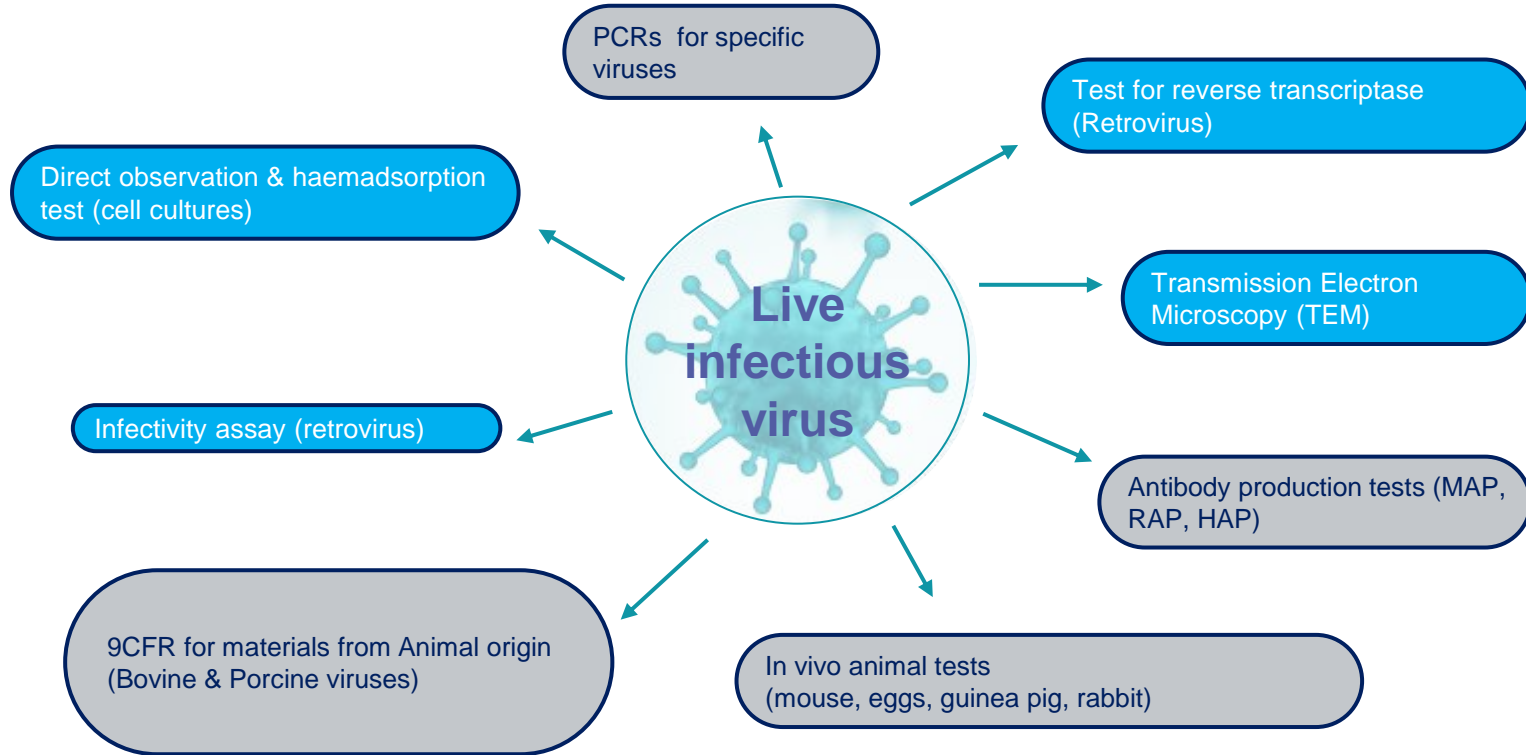 PCRs for specific
viruses
Test for reverse transcriptase
(Retrovirus)
Direct observation & haemadsorption
test (cell cultures)
Transmission Electron
Microscopy (TEM)
Live
infectious
virus
Infectivity assay (retrovirus)
Antibody production tests (MAP,
RAP, HAP)
9CFR for materials from Animal origin
(Bovine & Porcine viruses)
In vivo animal tests
(mouse, eggs, guinea pig, rabbit)